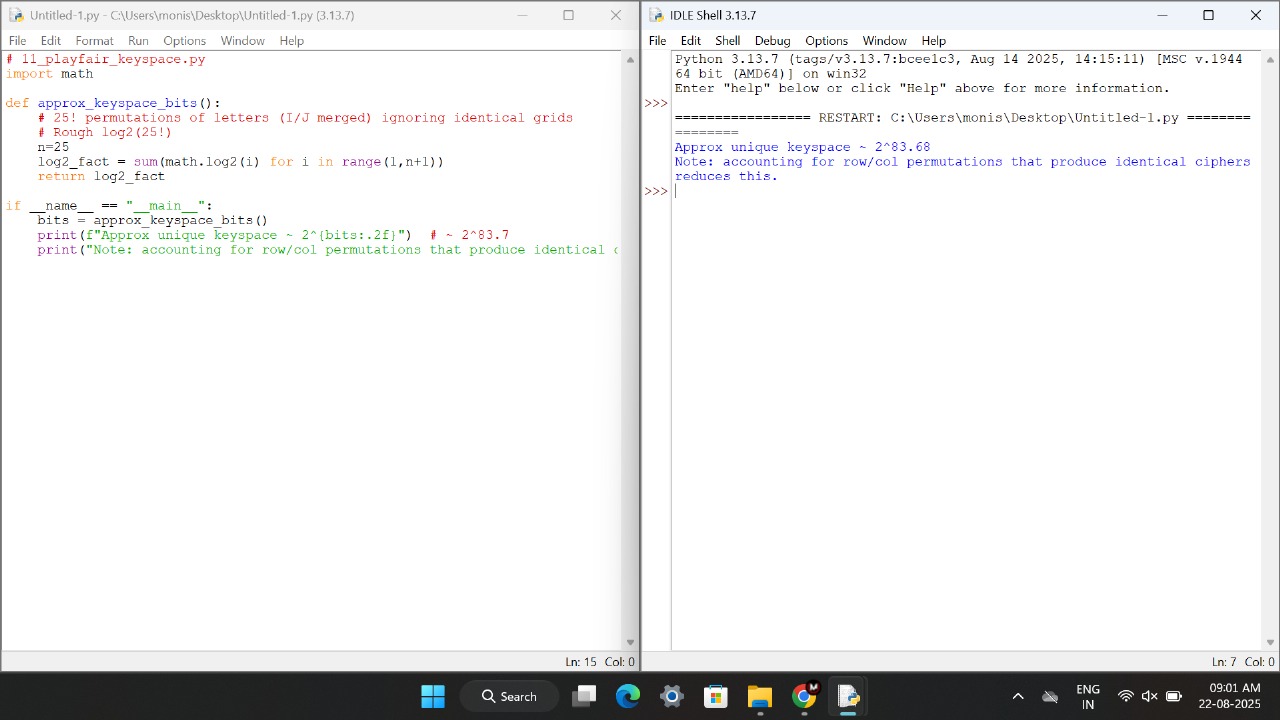 Untitled-1.py - C:\Users\monis\Desktop\Untitled-1.py (3.13.7)
File Edit Format Run Options Window Help
# 11_playfair_keyspace.py
import math
def approx_keyspace_bits():
# 25! permutations of letters (I/J merged) ignoring identical grids
# Rough log2(25!)
n=25
log2_fact = sum(math.log2(i) for i in range(1,n+1))
return log2_fact
if __name__ == "__main__":
bits = approx_keyspace_bits()
print(f"Approx unique keyspace ~ 2^{bits:.2f}")  # ~ 2^83.7
print("Note: accounting for row/col permutations that produce identical
Ln: 15 Col: 0
IDLE Shell 3.13.7
File Edit Shell Debug Options Window Help
Python 3.13.7 (tags/v3.13.7:bcee1c3, Aug 14 2025, 14:15:11) [MSC v.1944
64 bit (AMD64)] on win32
Enter "help" below or click "Help" above for more information.
>>>
================= RESTART: C:\Users\monis\Desktop\Untitled-1.py ========
========
Approx unique keyspace ~ 2^83.68
Note: accounting for row/col permutations that produce identical ciphers
reduces this.
>>>
Ln: 7 Col: 0
Search
M
ENG
IN
09:01 AM
22-08-2025